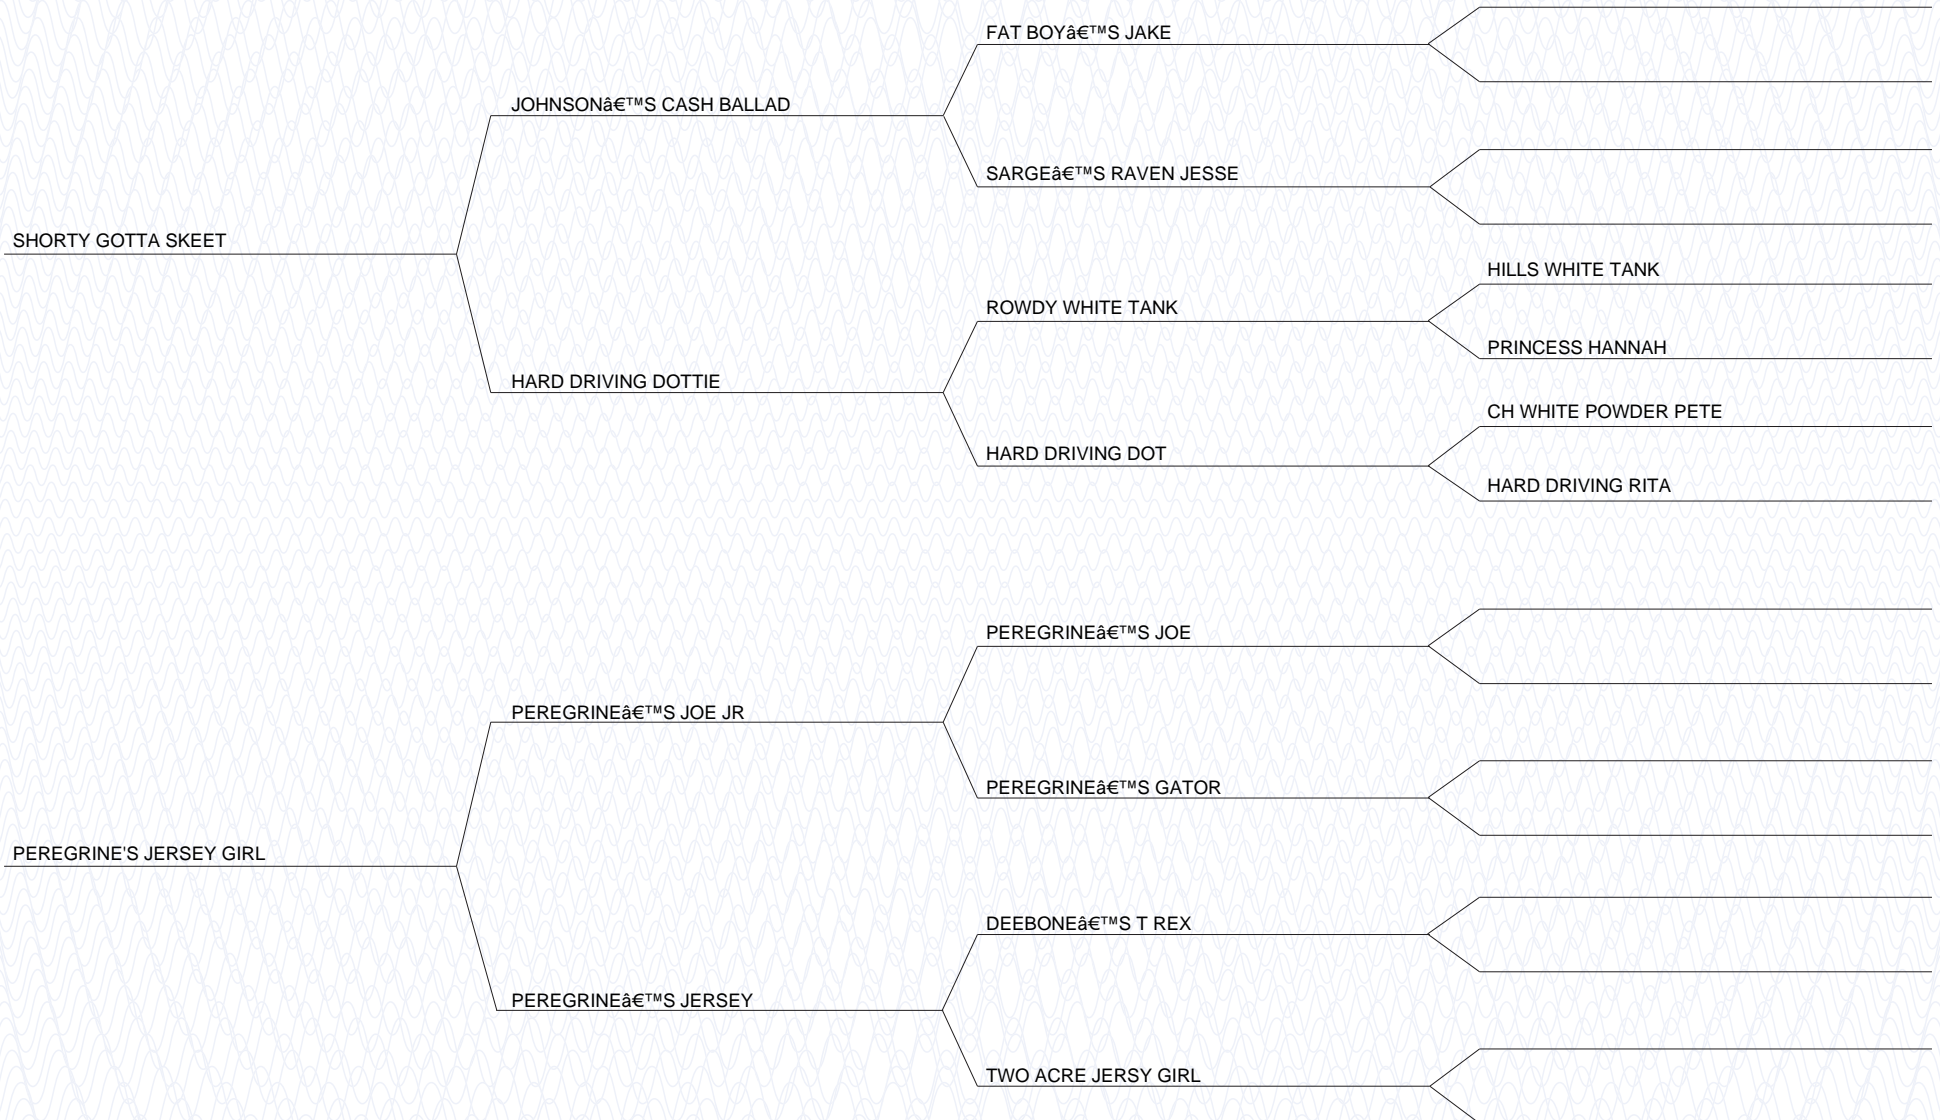 FAT BOYâ€™S JAKE
JOHNSONâ€™S CASH BALLAD
SARGEâ€™S RAVEN JESSE
SHORTY GOTTA SKEET
HILLS WHITE TANK
ROWDY WHITE TANK
PRINCESS HANNAH
HARD DRIVING DOTTIE
CH WHITE POWDER PETE
HARD DRIVING DOT
HARD DRIVING RITA
PEREGRINEâ€™S JOE
PEREGRINEâ€™S JOE JR
PEREGRINEâ€™S GATOR
PEREGRINE'S JERSEY GIRL
DEEBONEâ€™S T REX
PEREGRINEâ€™S JERSEY
TWO ACRE JERSY GIRL